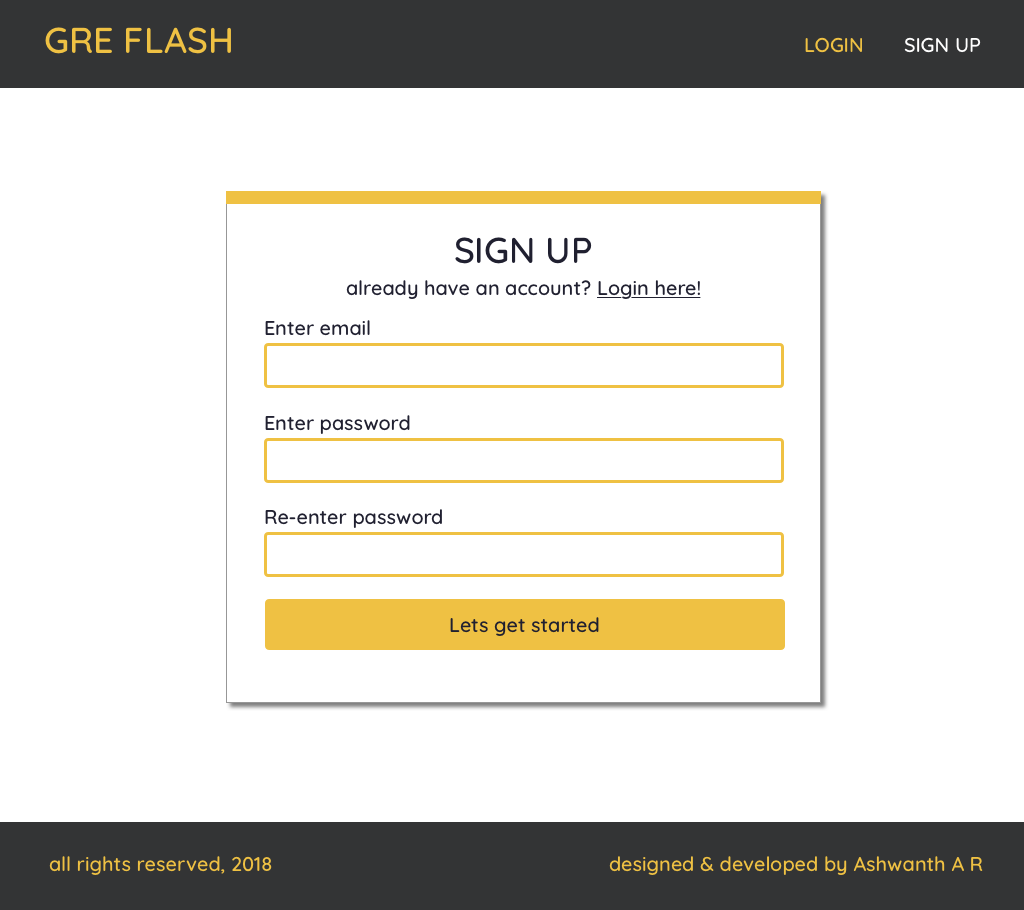 GRE FLASH
LOGIN SIGN UP
SIGN UP
already have an account? Login here!
Enter email
Enter password
Re-enter password
Lets get started
all rights reserved, 2018
designed & developed by Ashwanth A R